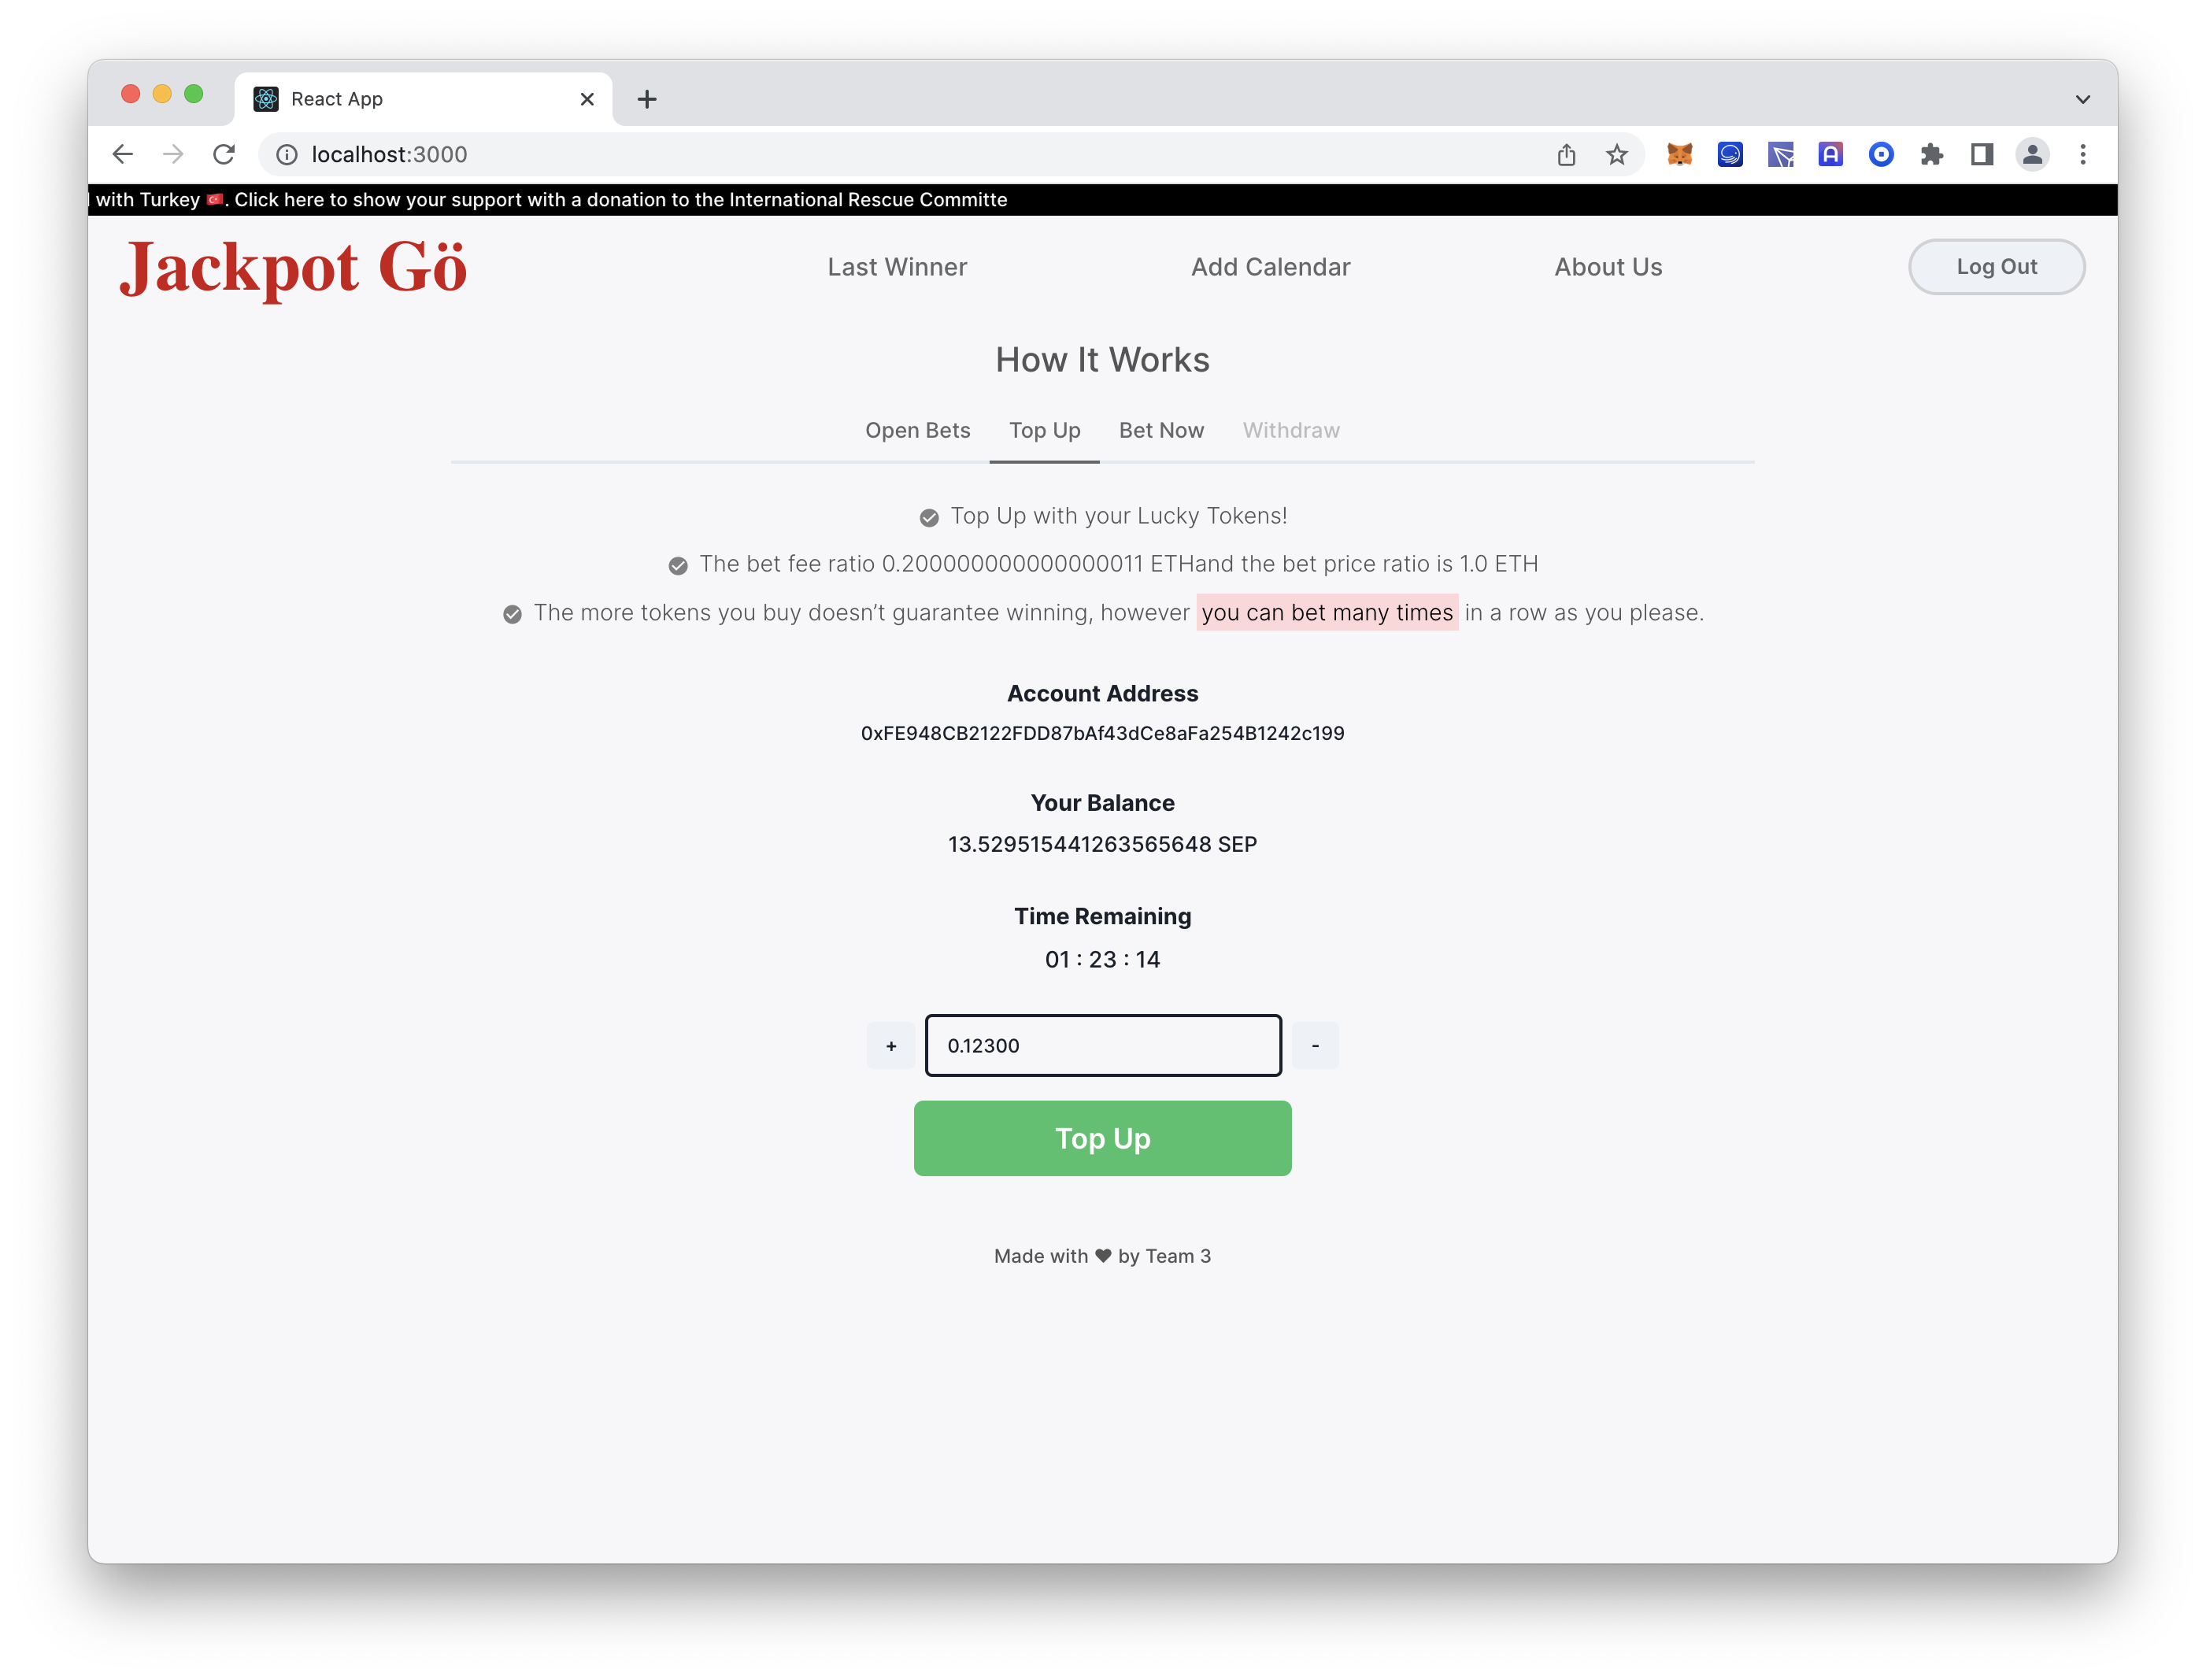 React App
localhost:3000
with Turkey 🇹🇷. Click here to show your support with a donation to the International Rescue Committe
Jackpot Gö
Last Winner
Add Calendar
About Us
Log Out
How It Works
Open Bets
Top Up
Bet Now
Withdraw
Top Up with your Lucky Tokens!
The bet fee ratio 0.200000000000000011 ETHand the bet price ratio is 1.0 ETH
The more tokens you buy doesn’t guarantee winning, however you can bet many times in a row as you please.
Account Address
0xFE948CB2122FDD87bAf43dCe8aFa254B1242c199
Your Balance
13.529515441263565648 SEP
Time Remaining
01 : 23 : 14
+
0.12300
-
Top Up
Made with ❤ by Team 3